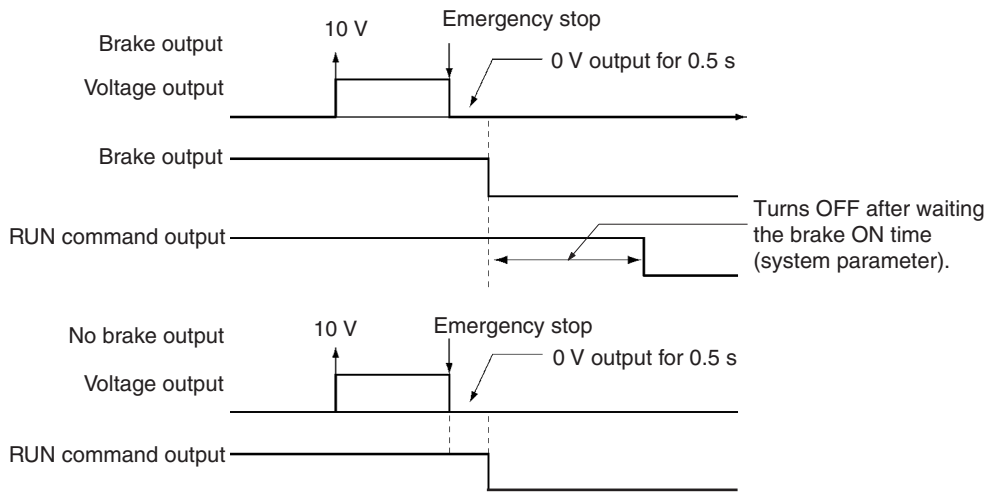 10 V
Emergency stop
Brake output
0 V output for 0.5 s
Voltage output
Brake output
Turns OFF after waiting
the brake ON time
(system parameter).
RUN command output
No brake output
10 V
Emergency stop
0 V output for 0.5 s
Voltage output
RUN command output